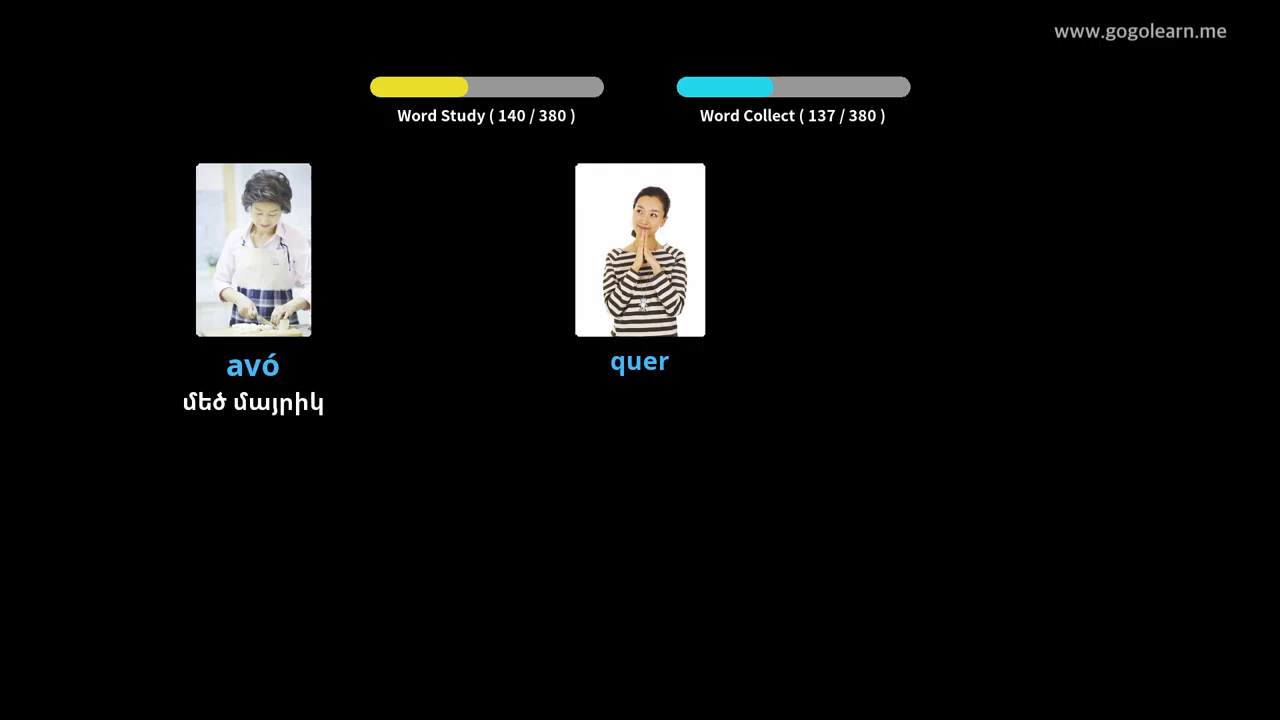 www.gogolearn.me
Word Study ( 140 / 380 )
Word Collect ( 137 / 380 )
avó
մեծ մայրիկ
quer